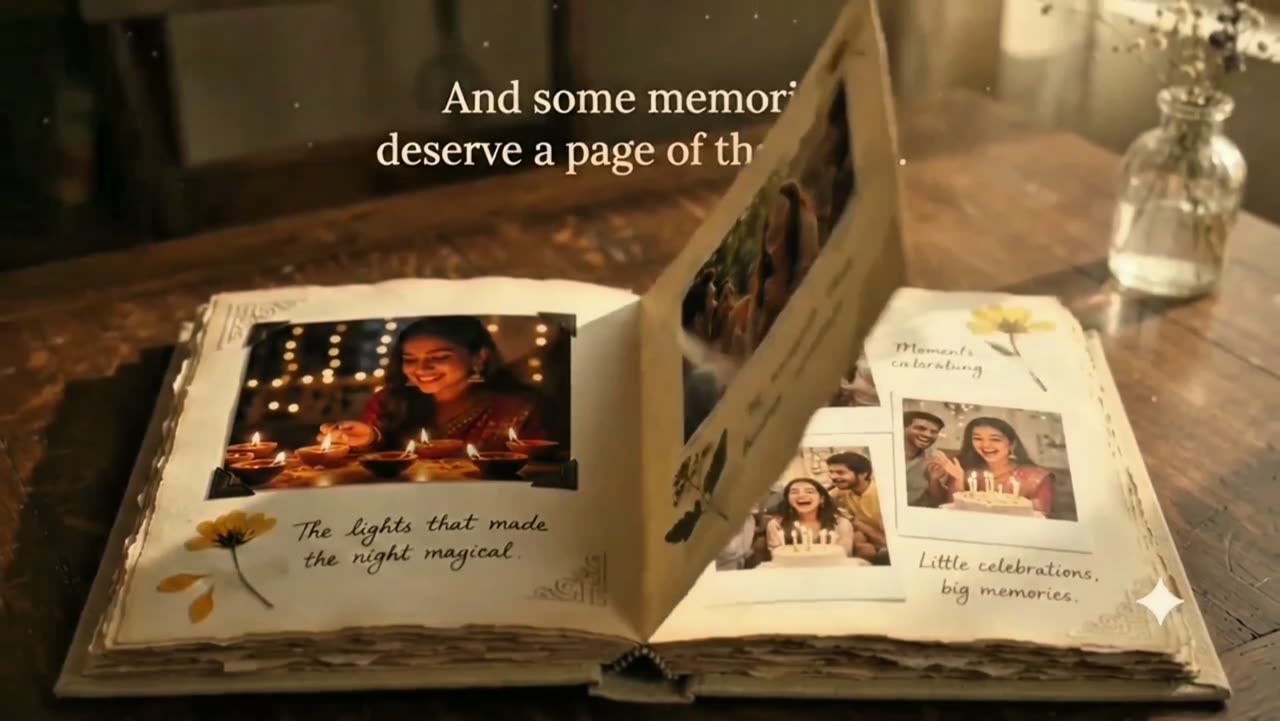 And some memori
deserve a page of th .
The lights that made
the night magical.
Moments
Little celebrations,
big memories.